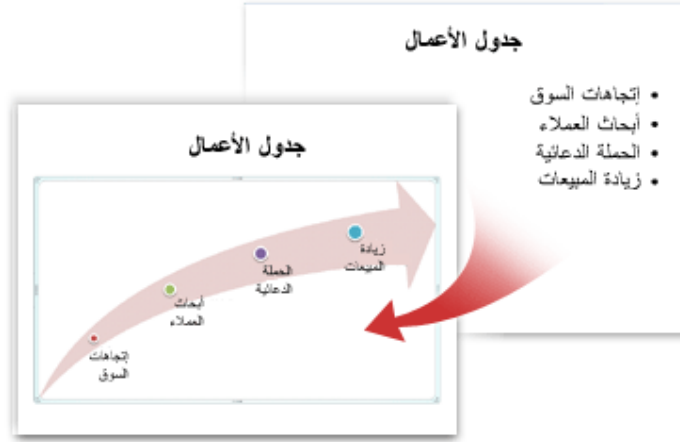 جدول الأعمال
• إتجاهات السوق
• أبحاث العملاء
• الحملة الدعائية
• زيادة المبيعات
جدول الأعمال
زيادة
المبيعات
الحملة
الدعائية
أبحاث
العملاء
إتجاهات
السوق